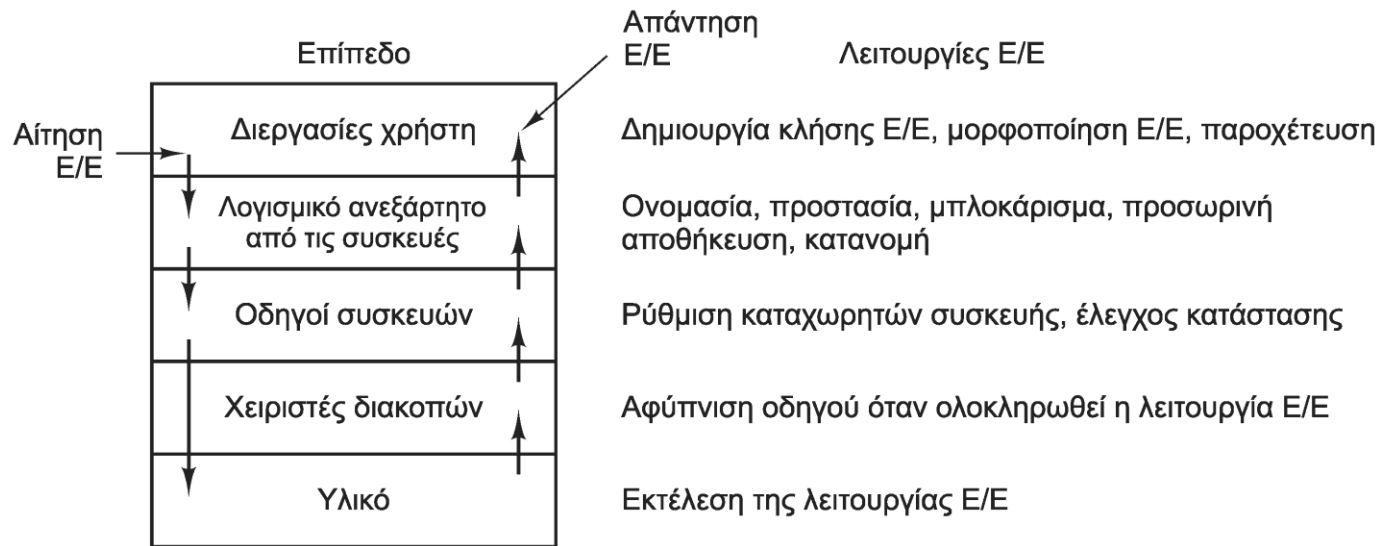 Επίπεδο
Απάντηση
Ε/Ε
Λειτουργίες Ε/Ε
Αίτηση
Ε/Ε
Διεργασίες χρήστη
Δημιουργία κλήσης Ε/Ε, μορφοποίηση Ε/Ε, παροχέτευση
Λογισμικό ανεξάρτητο
από τις συσκευές
Ονομασία, προστασία, μπλοκάρισμα, προσωρινή
αποθήκευση, κατανομή
Οδηγοί συσκευών
Ρύθμιση καταχωρητών συσκευής, έλεγχος κατάστασης
Χειριστές διακοπών
Αφύπνιση οδηγού όταν ολοκληρωθεί η λειτουργία Ε/Ε
Υλικό
Εκτέλεση της λειτουργίας Ε/Ε